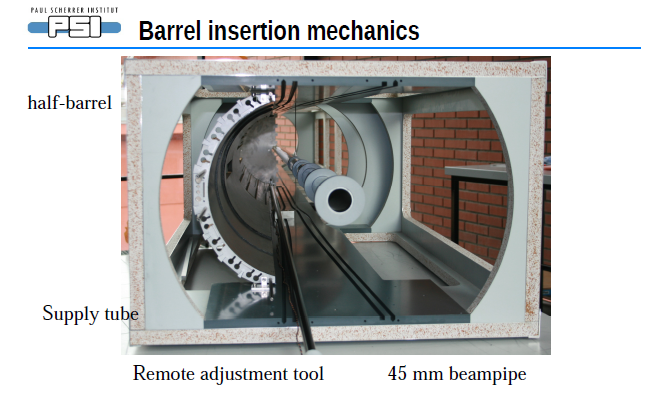 PAUL SCHERRER INSTITUT
PSI
Barrel insertion mechanics
half-barrel
Supply tube
Remote adjustment tool
45 mm beampipe